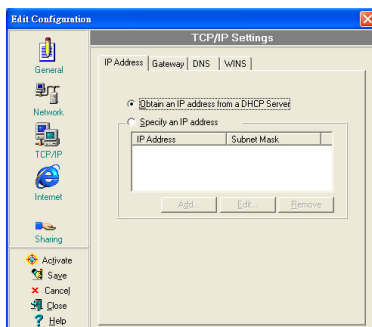 Edit Configuration
TCP/IP Settings
General
Network
TCP/IP
Internet
Sharing
Activate
Save
Cancel
Close
Help
IP Address
Gateway
DNS
WINS
Obtain an IP address from a DHCP Server
Specify an IP address
IP Address
Subnet Mask
Add...
Edit...
Remove